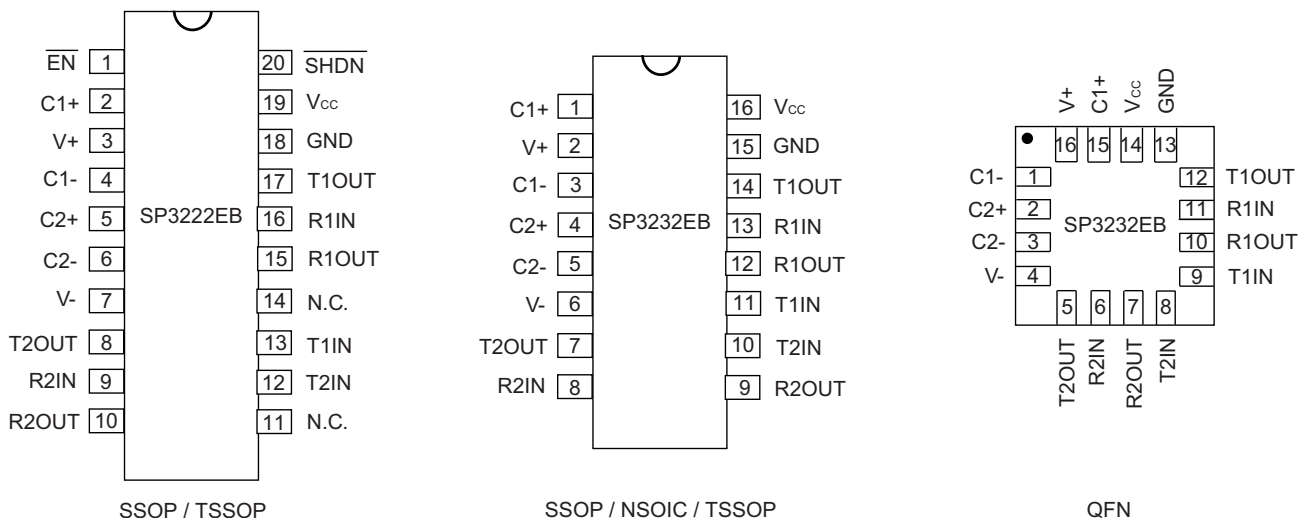 EN 1 20 SHDN
C1+ 2 19 Vcc
V+ 3 18 GND
C1- 4 17 T1OUT
C2+ 5 16 R1IN
C2- 6 15 R1OUT
V- 7 14 N.C.
T2OUT 8 13 T1IN
R2IN 9 12 T2IN
R2OUT 10 11 N.C.
SP3222EB
SSOP / TSSOP
C1+ 1 16 Vcc
V+ 2 15 GND
C1- 3 14 T1OUT
C2+ 4 13 R1IN
C2- 5 12 R1OUT
V- 6 11 T1IN
T2OUT 7 10 T2IN
R2IN 8 9 R2OUT
SP3232EB
SSOP / NSOIC / TSSOP
V+ C1+ Vcc GND
16 15 14 13
C1- 1 12 T1OUT
C2+ 2 11 R1IN
C2- 3 10 R1OUT
V- 4 9 T1IN
SP3232EB
5 6 7 8
T2OUT R2IN R2OUT T2IN
QFN